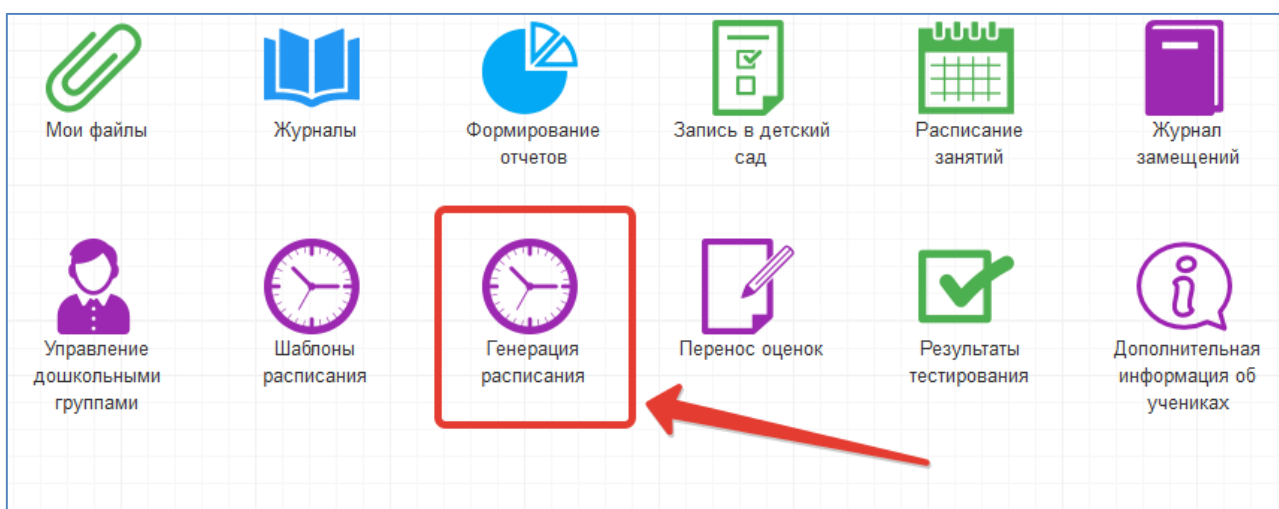 Мои файлы
Журналы
Формирование
отчетов
Запись в детский
сад
Расписание
занятий
Журнал
замещений
Управление
дошкольными
группами
Шаблоны
расписания
Генерация
расписания
Перенос оценок
Результаты
тестирования
Дополнительная
информация об
учениках